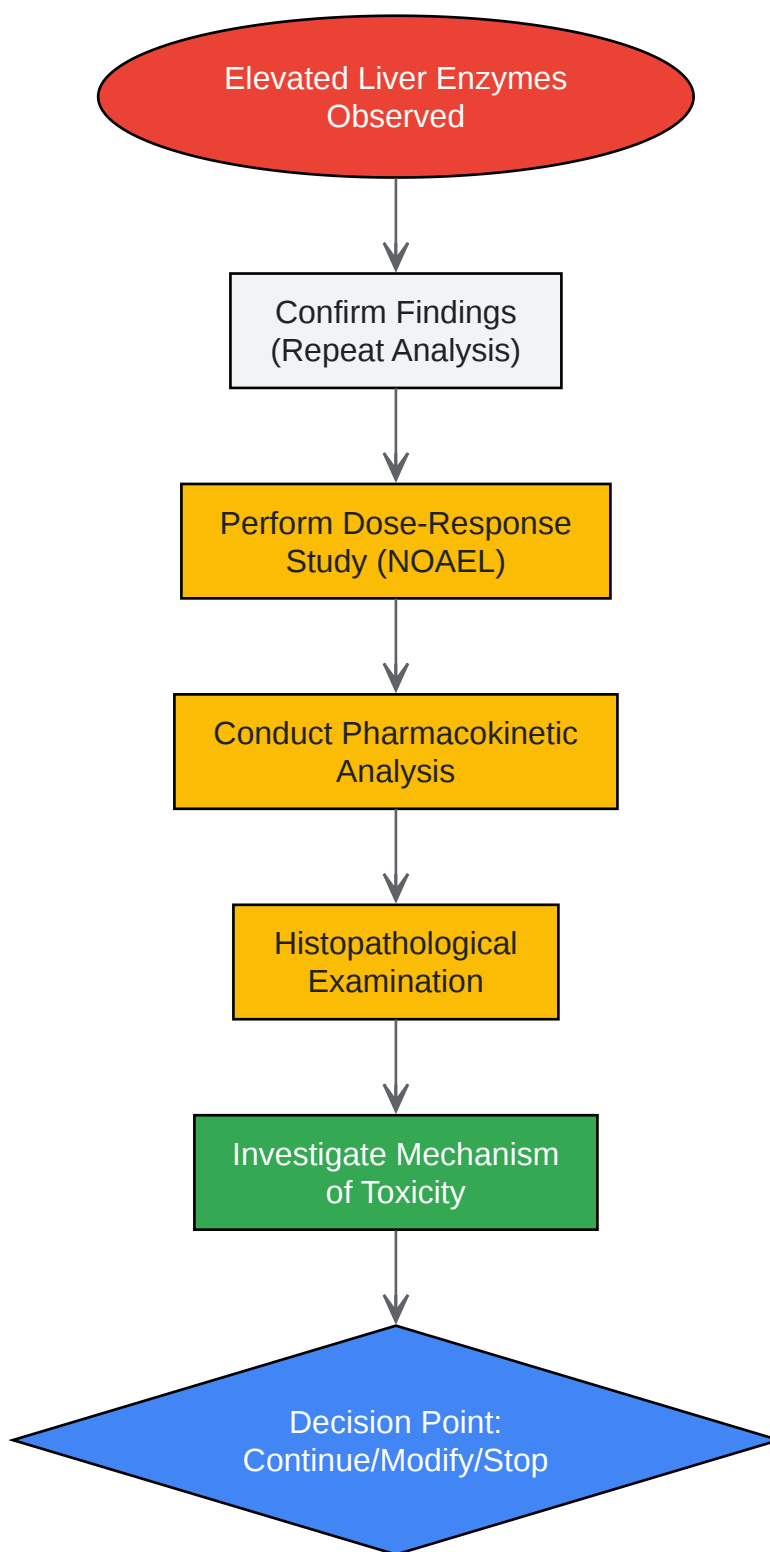 Elevated Liver Enzymes
Observed
Confirm Findings
(Repeat Analysis)
Perform Dose-Response
Study (NOAEL)
Conduct Pharmacokinetic
Analysis
Histopathological
Examination
Investigate Mechanism
of Toxicity
Decision Point:
Continue/Modify/Stop